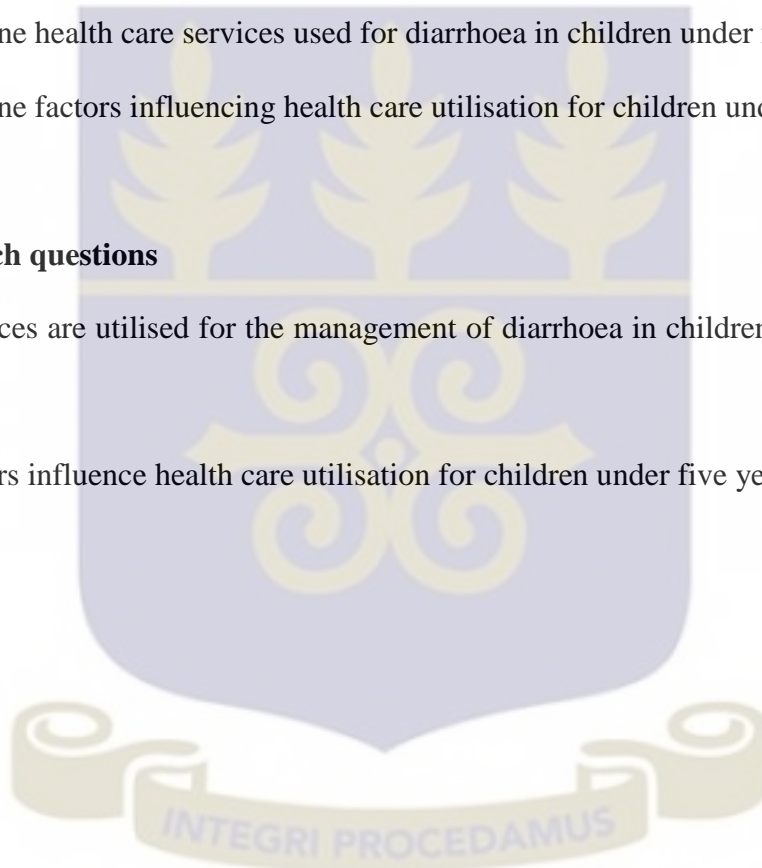 ne health care services used for diarrhoea in children under
ne factors influencing health care utilisation for children
ch questions
ces are utilised for the management of diarrhoea in children
rs influence health care utilisation for children under five
INTEGRI PROCEDAMUS